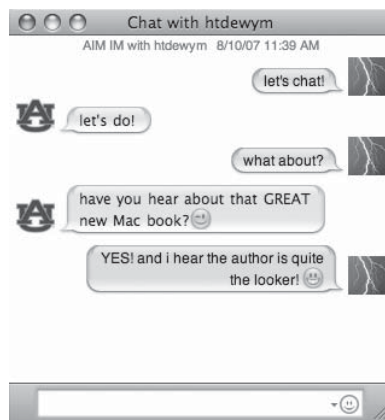 Chat with htdewym
AIM IM with htdewym 8/10/07 11:39 AM
let's chat!
let's do!
what about?
have you hear about that GREAT
new Mac book?
YES! and i hear the author is quite
the looker!